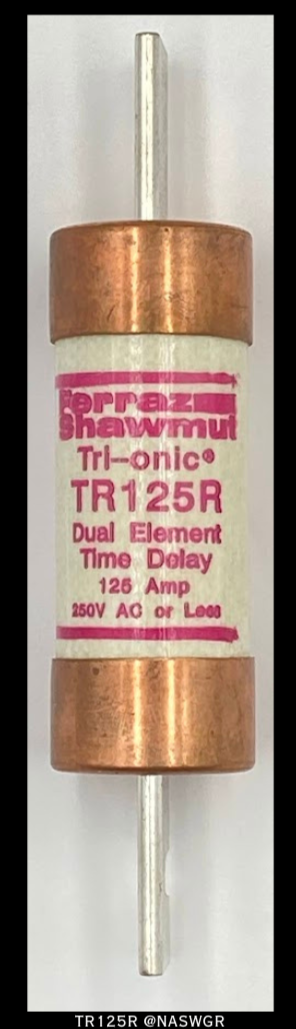 Ferraz
Shawmut
Tri-onic®
TR125R
Dual Element
Time Delay
125 Amp
250V AC or Less
TR125R @NASWGR